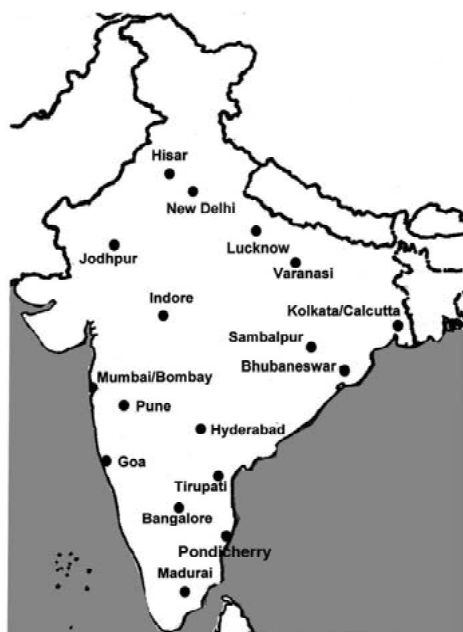 Hisar
New Delhi
Lucknow
Jodhpur
Varanasi
Indore
Kolkata/Calcutta
Sambalpur
Bhubaneswar
Mumbai/Bombay
Pune
Hyderabad
Goa
Tirupati
Bangalore
Pondicherry
Madurai